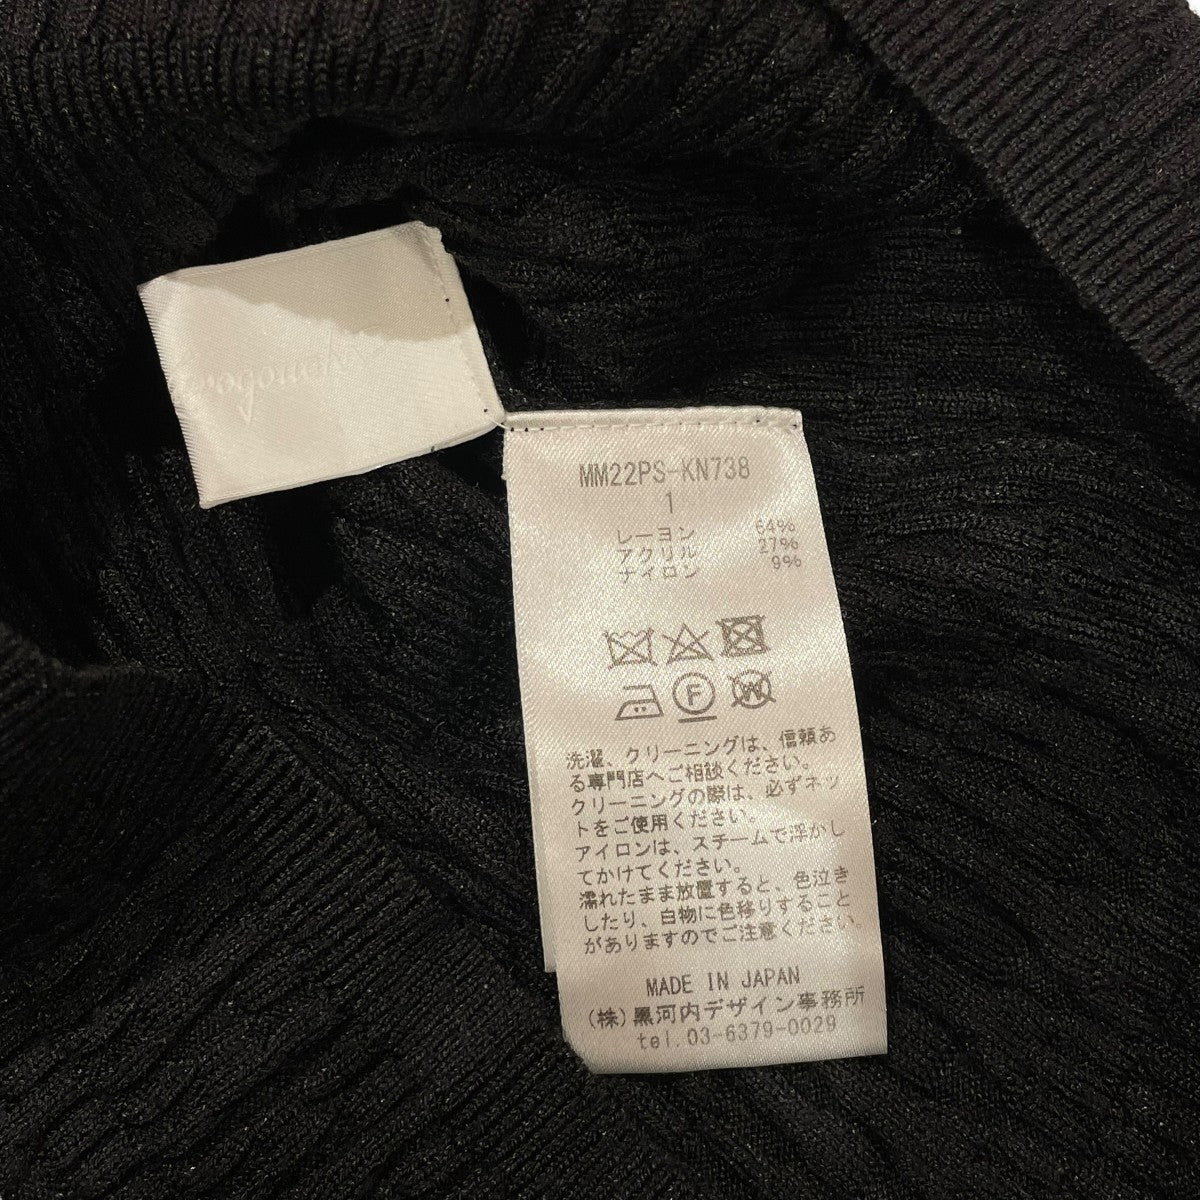 MM22PS-KN738
1
レーヨン 64%
アクリル 27%
ナイロン 9%
F
W
洗濯、クリーニングは、信頼あ
る専門店へご相談ください。
クリーニングの際は、必ずネッ
トをご使用ください。
アイロンは、スチームで浮かし
てかけてください。
濡れたまま放置すると、色泣き
したり、白物に色移りすること
がありますのでご注意ください。
MADE IN JAPAN
(株)黒河内デザイン事務所
tel.03-6379-0029